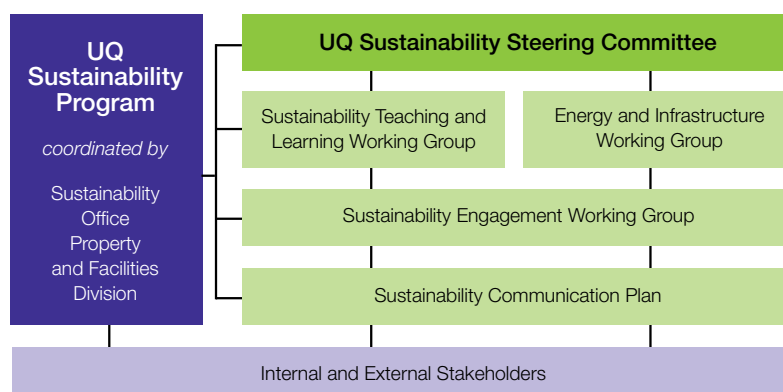 UQ
Sustainability
Program
coordinated by
Sustainability
Office
Property
and Facilities
Division
UQ Sustainability Steering Committee
Sustainability Teaching and
Learning Working Group
Energy and Infrastructure
Working Group
Sustainability Engagement Working Group
Sustainability Communication Plan
Internal and External Stakeholders